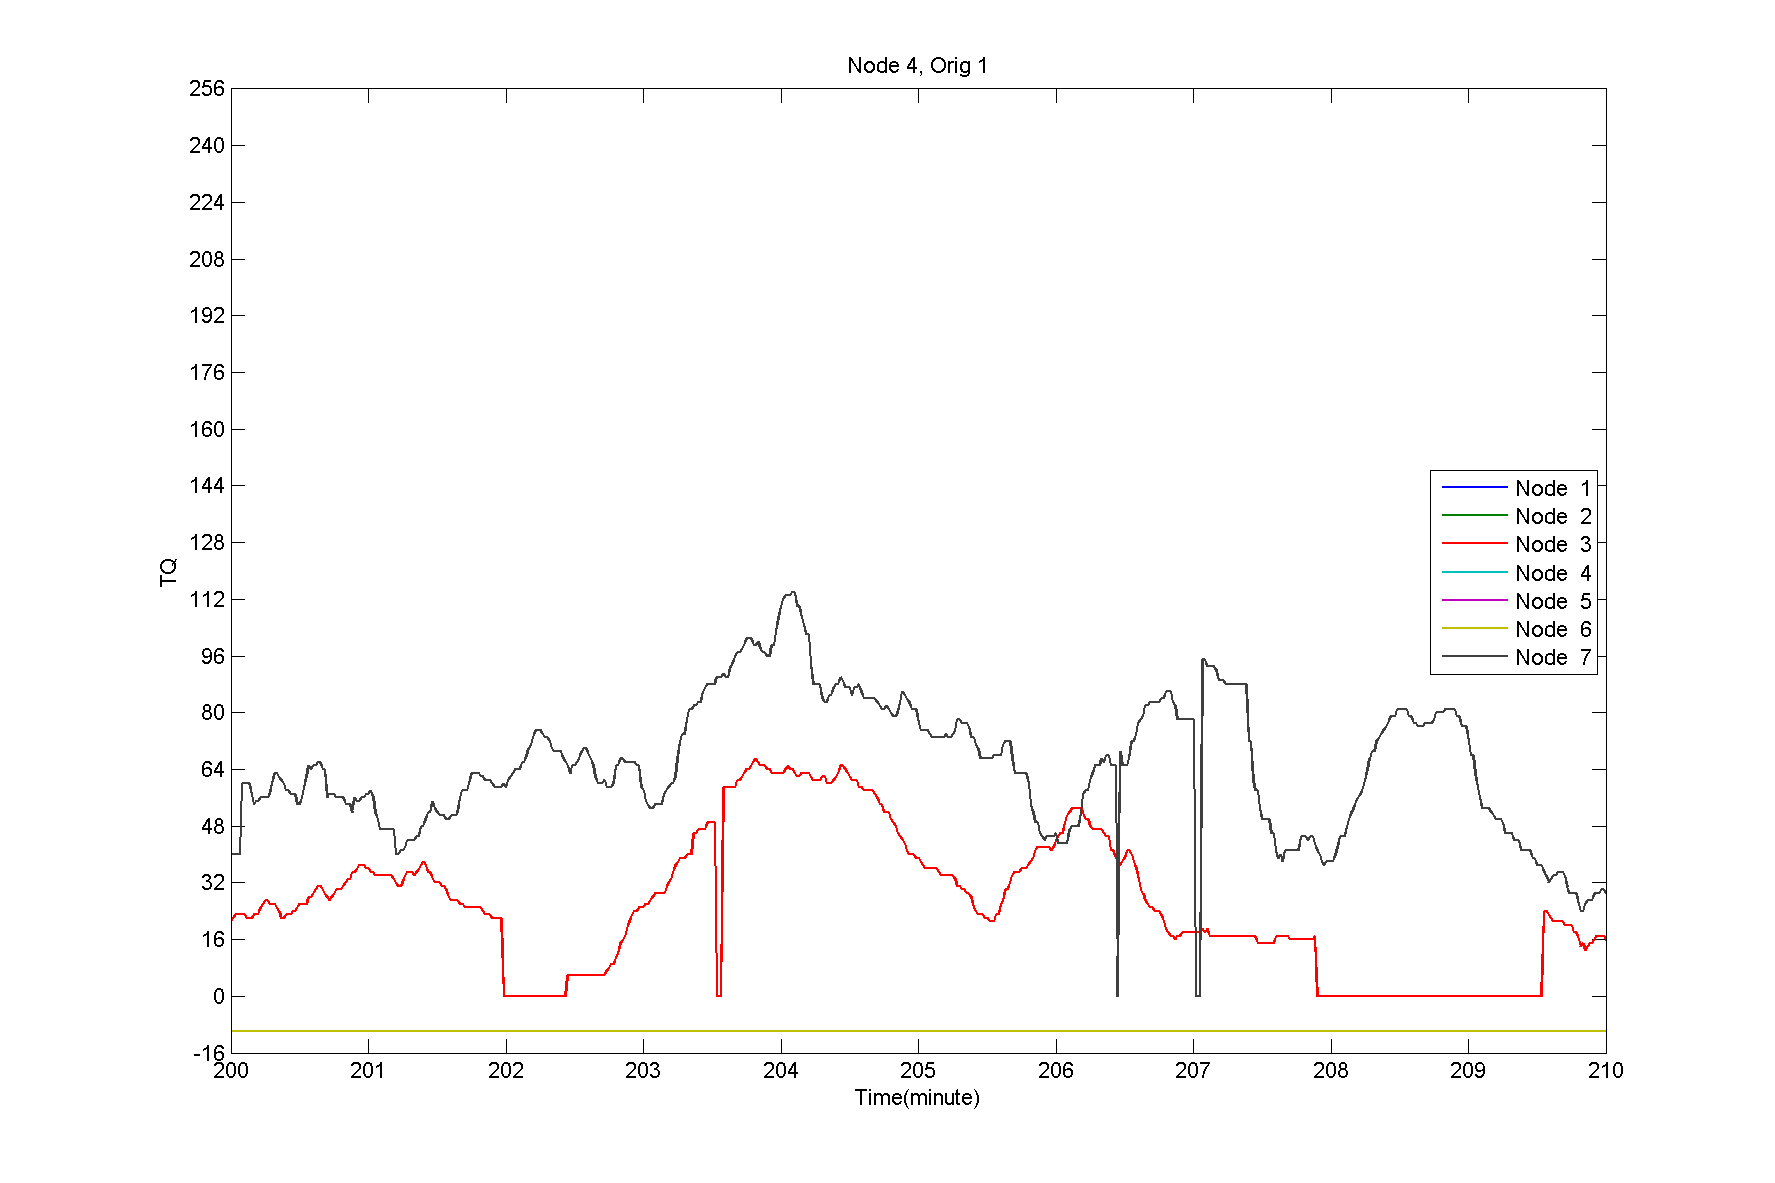 Node 4, Orig 1
256
240
224
208
192
176
160
144
128
112
96
80
64
48
32
16
0
-16
TQ
Node 1
Node 2
Node 3
Node 4
Node 5
Node 6
Node 7
200 201 202 203 204 205 206 207 208 209 210
Time(minute)